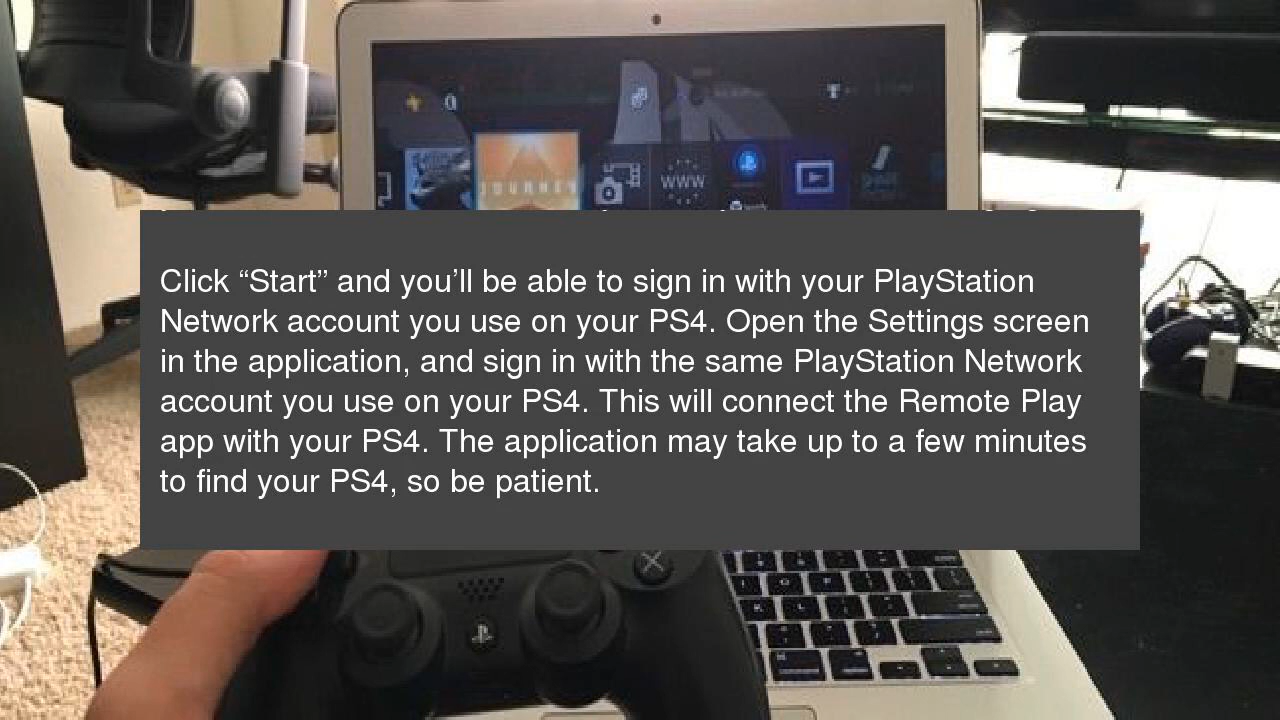 JOURNEY
WWW
Click “Start” and you’ll be able to sign in with your PlayStation
Network account you use on your PS4. Open the Settings screen
in the application, and sign in with the same PlayStation Network
account you use on your PS4. This will connect the Remote Play
app with your PS4. The application may take up to a few minutes
to find your PS4, so be patient.